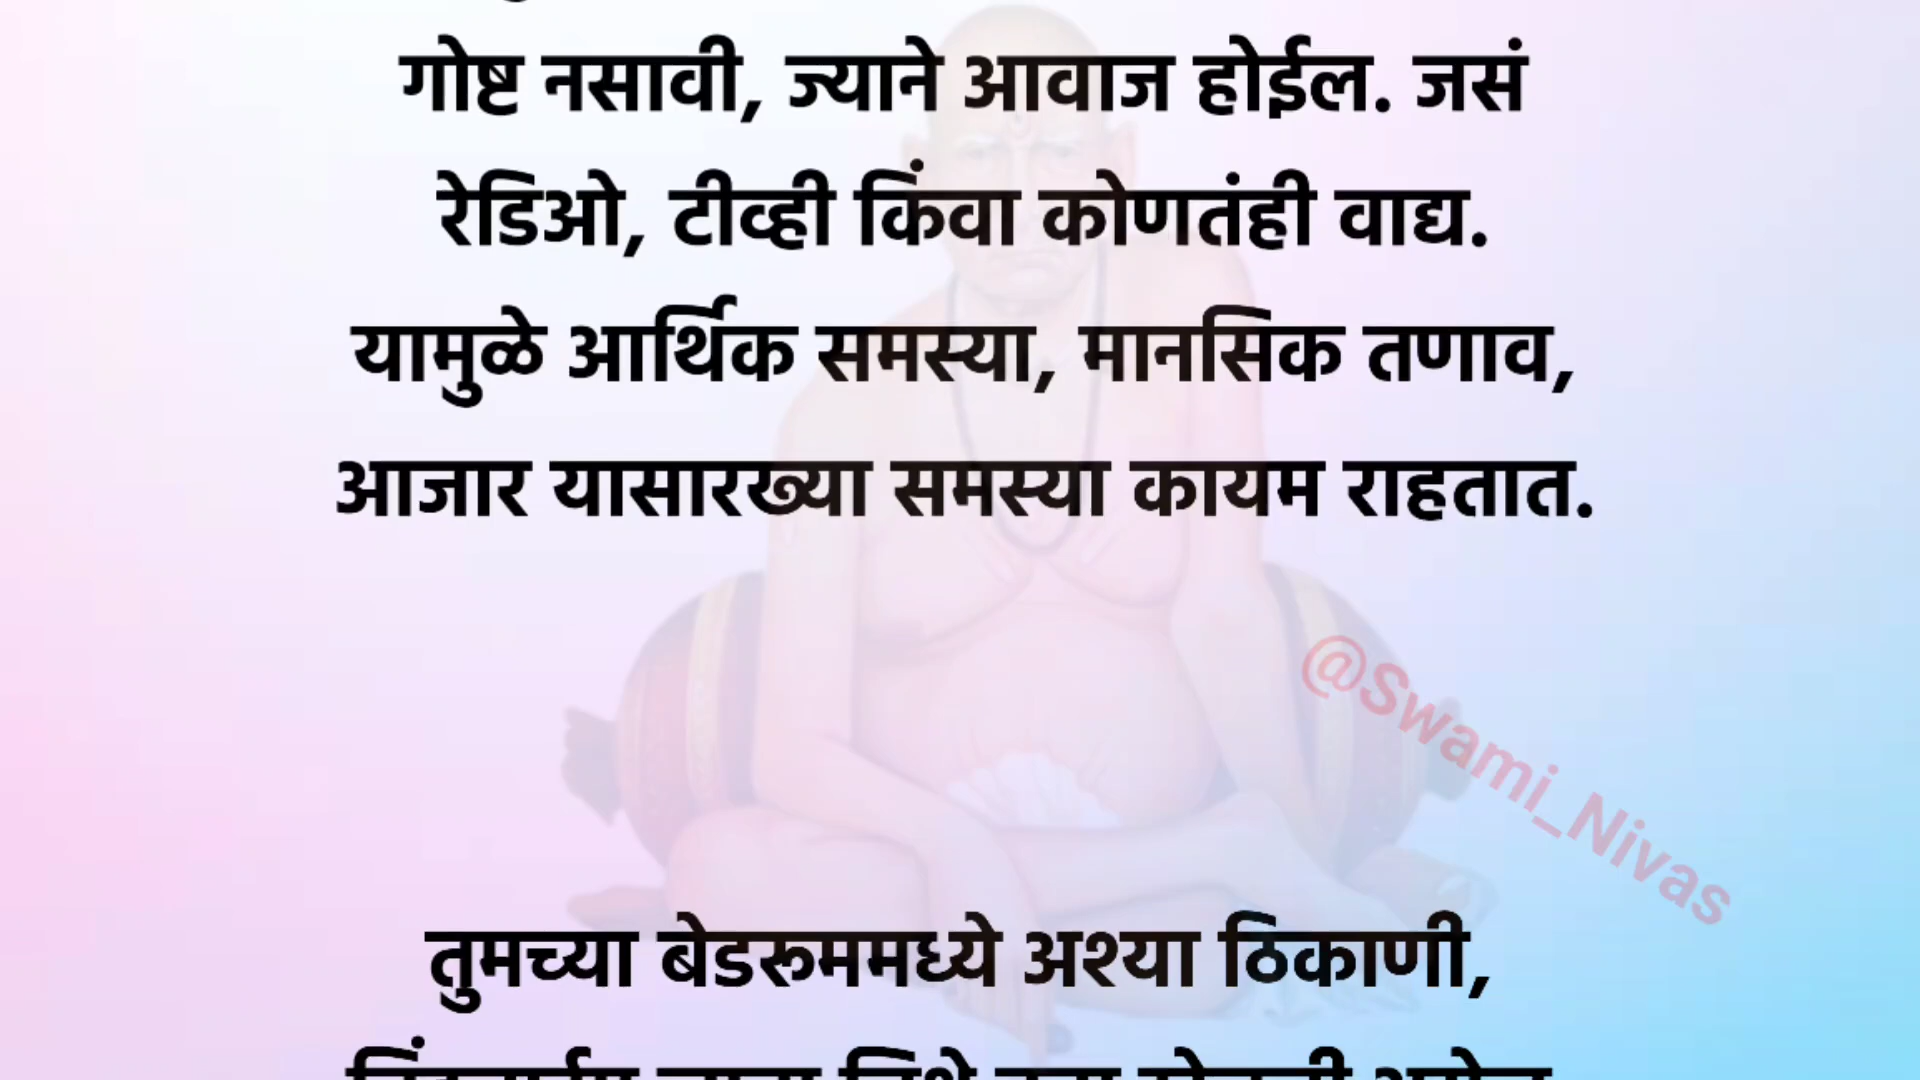 गोष्ट नसावी, ज्याने आवाज होईल. जसं
रेडिओ, टीव्ही किंवा कोणतंही वाद्य.
यामुळे आर्थिक समस्या, मानसिक तणाव,
आजार यासारख्या समस्या कायम राहतात.
@Swami_Nivas
तुमच्या बेडरूममध्ये अश्या ठिकाणी,